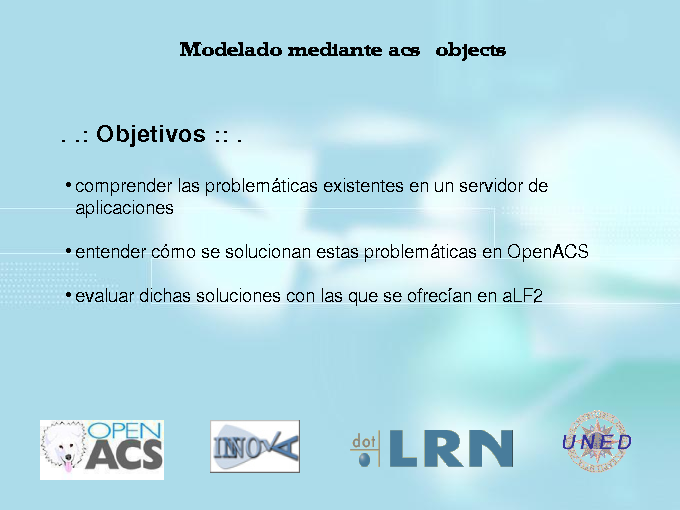 Modelado mediante acs objects
. .: Objetivos :: .
•comprender las problemáticas existentes en un servidor de
aplicaciones
•entender cómo se solucionan estas problemáticas en OpenACS
•evaluar dichas soluciones con las que se ofrecían en aLF2
OPEN
ACS
INNOVA
dot LRN
UNED